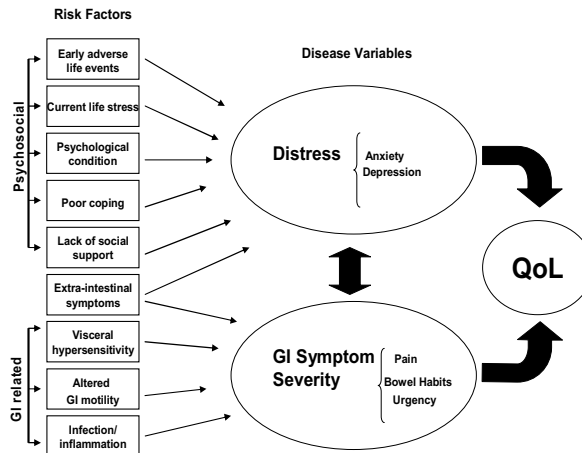 Risk Factors
Disease Variables
Psychosocial
Early adverse
life events
Current life stress
Psychological
condition
Poor coping
Lack of social
support
Extra-intestinal
symptoms
GI related
Visceral
hypersensitivity
Altered
GI motility
Infection/
inflammation
Distress
Anxiety
Depression
GI Symptom
Severity
Pain
Bowel Habits
Urgency
QoL